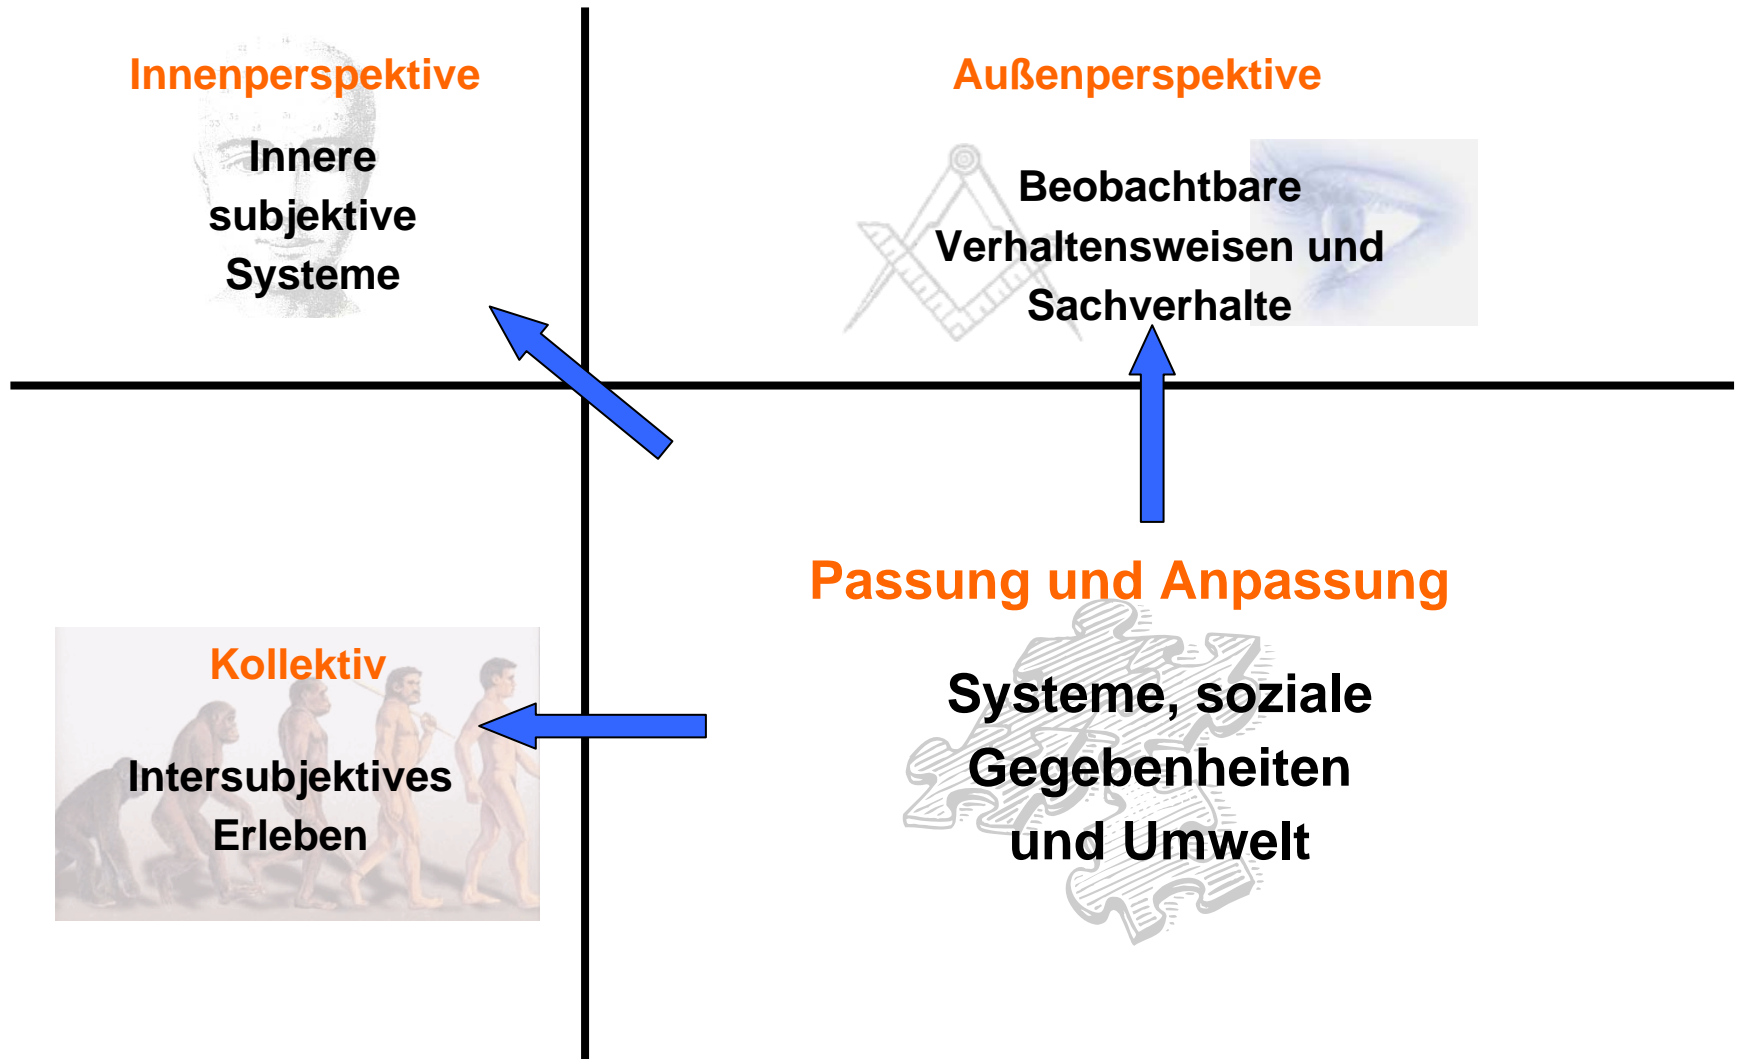 Innenperspektive
Innere
subjektive
Systeme
Außenperspektive
Beobachtbare
Verhaltensweisen und
Sachverhalte
Kollektiv
Intersubjektives
Erleben
Passung und Anpassung
Systeme, soziale
Gegebenheiten
und Umwelt